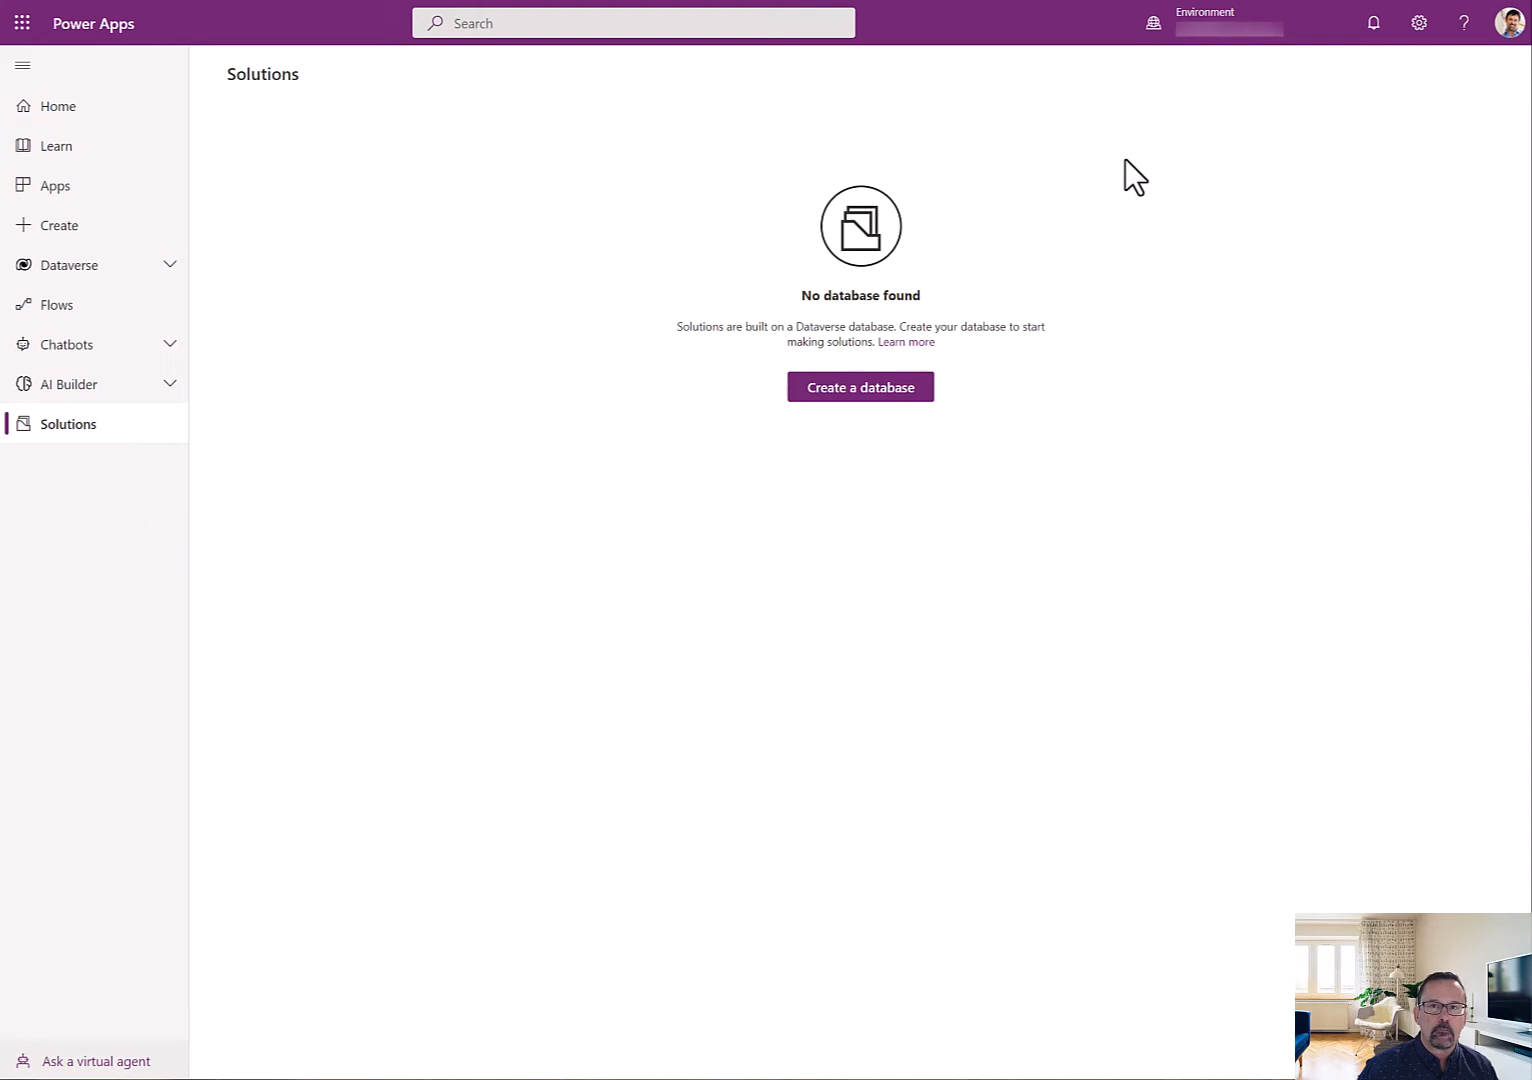 Power Apps
Search
Environment
?
Solutions
Home
Learn
Apps
Create
Dataverse
Flows
Chatbots
AI Builder
Solutions
No database found
Solutions are built on a Dataverse database. Create your database to start
making solutions. Learn more
Create a database
Ask a virtual agent